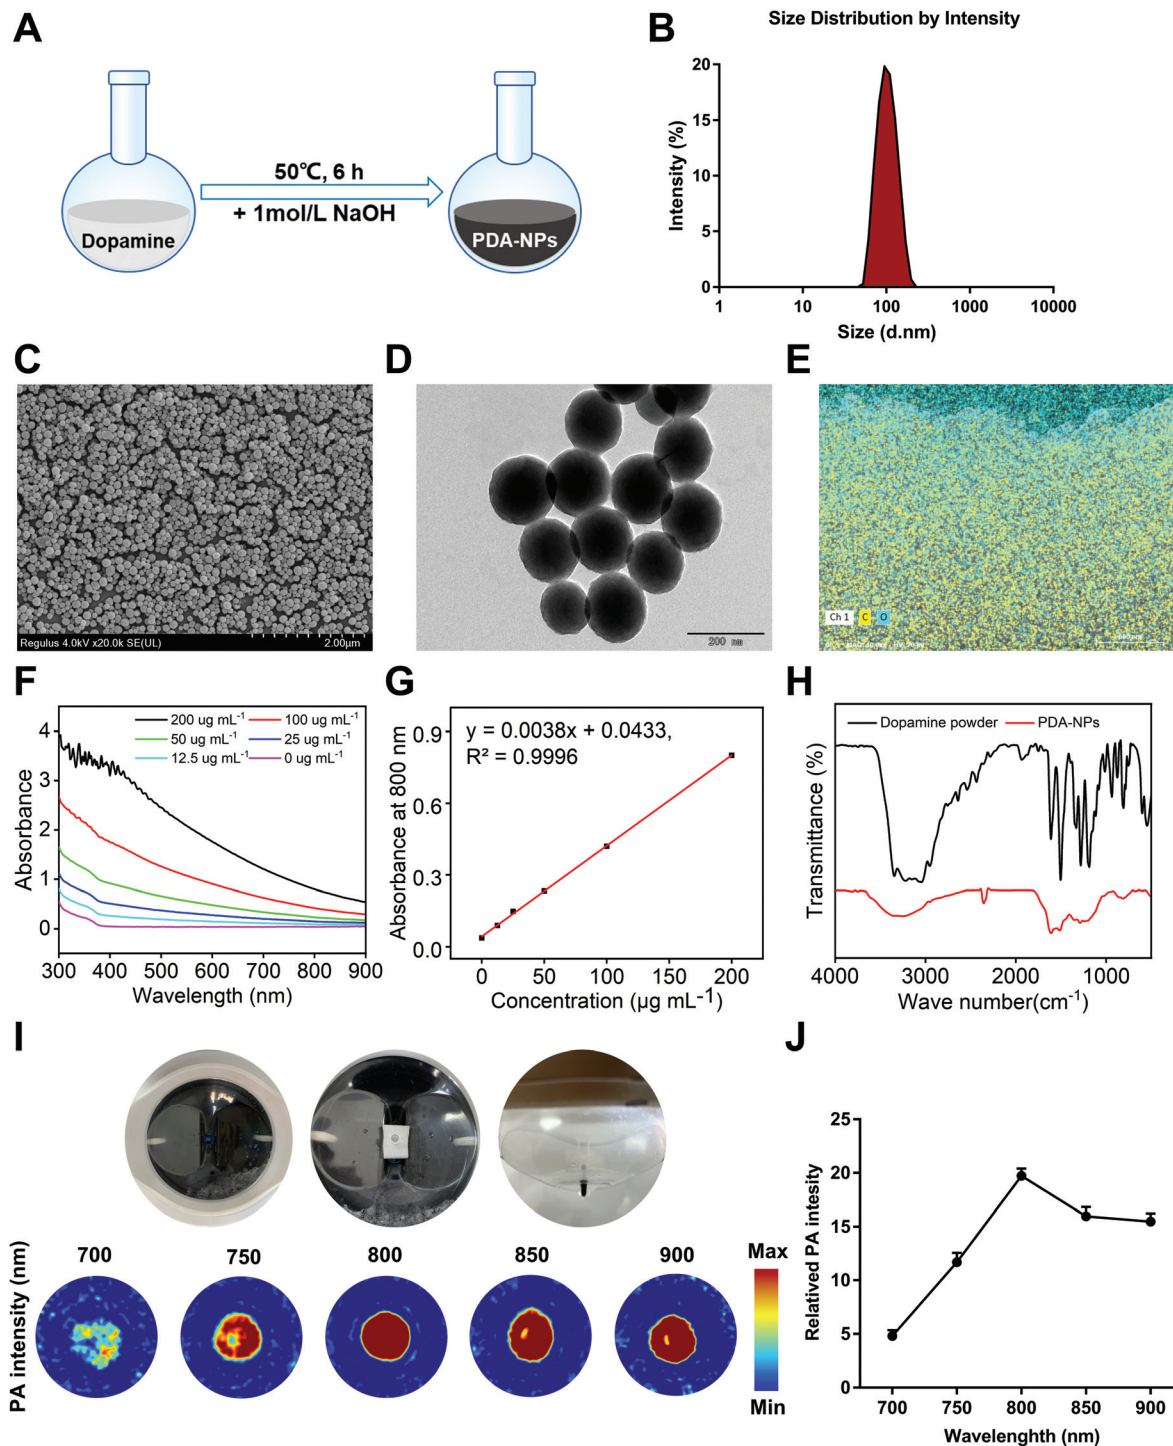 A
50℃, 6 h
+ 1mol/L NaOH
Dopamine
PDA-NPs
B
Size Distribution by Intensity
Intensity (%)
20
15
10
5
0
1 10 100 1000 10000
Size (d.nm)
C
Regulus 4.0kV x20.0k SE(UL)
2.00μm
D
200 nm
E
Ch 1 C O
F
200 ug mL⁻¹ 100 ug mL⁻¹
50 ug mL⁻¹ 25 ug mL⁻¹
12.5 ug mL⁻¹ 0 ug mL⁻¹
Absorbance
4
3
2
1
0
300 400 500 600 700 800 900
Wavelength (nm)
G
y = 0.0038x + 0.0433,
R² = 0.9996
Absorbance at 800 nm
0.9
0.6
0.3
0.0
0 50 100 150 200
Concentration (μg mL⁻¹)
H
Dopamine powder PDA-NPs
Transmittance (%)
4000 3000 2000 1000
Wave number(cm⁻¹)
I
PA intensity (nm)
700 750 800 850 900
Max
Min
J
Relatived PA intesity
25
20
15
10
5
0
700 750 800 850 900
Wavelenghth (nm)